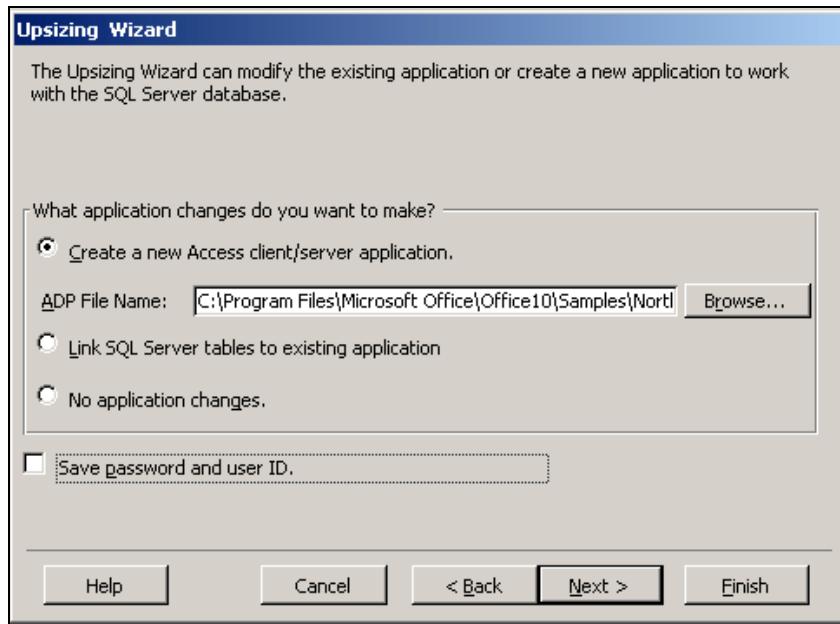 Upsizing Wizard
The Upsizing Wizard can modify the existing application or create a new application to work
with the SQL Server database.
What application changes do you want to make?
Create a new Access client/server application.
ADP File Name: C:\Program Files\Microsoft Office\Office10\Samples\Nortl Browse...
Link SQL Server tables to existing application
No application changes.
Save password and user ID.
Help Cancel < Back Next > Finish